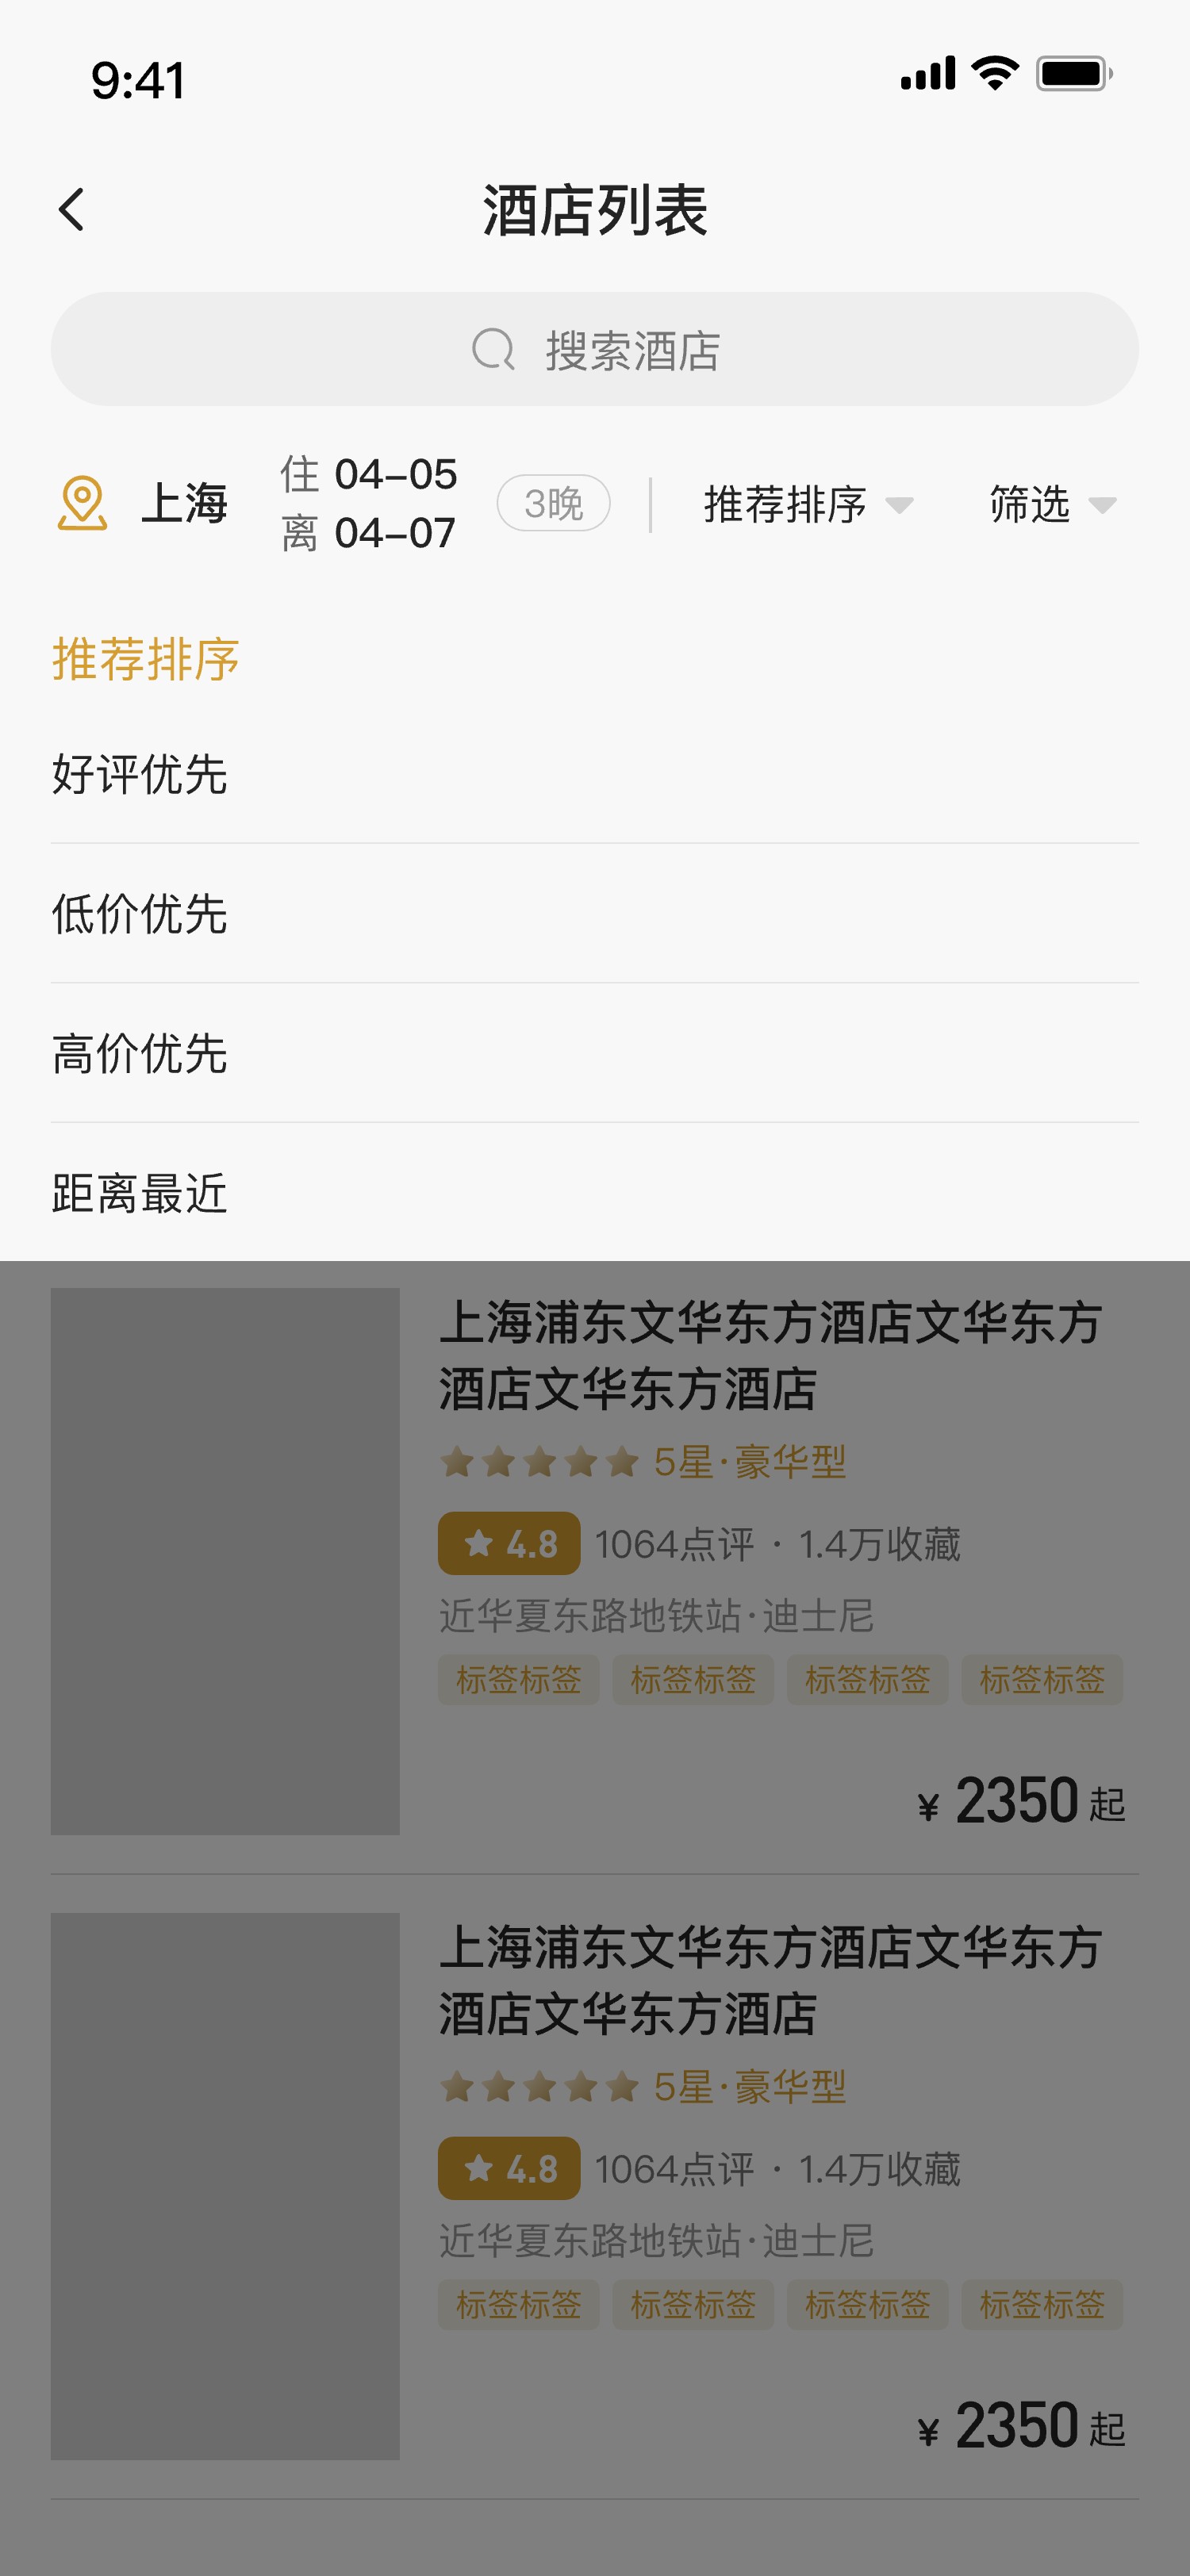 9:41
酒店列表
搜索酒店
上海 住 04-05 3晚 推荐排序 筛选
离 04-07
推荐排序
好评优先
低价优先
高价优先
距离最近
上海浦东文华东方酒店文华东方
酒店文华东方酒店
5星·豪华型
4.8 1064点评 · 1.4万收藏
近华夏东路地铁站·迪士尼
标签标签 标签标签 标签标签 标签标签
¥ 2350 起
上海浦东文华东方酒店文华东方
酒店文华东方酒店
5星·豪华型
4.8 1064点评 · 1.4万收藏
近华夏东路地铁站·迪士尼
标签标签 标签标签 标签标签 标签标签
¥ 2350 起